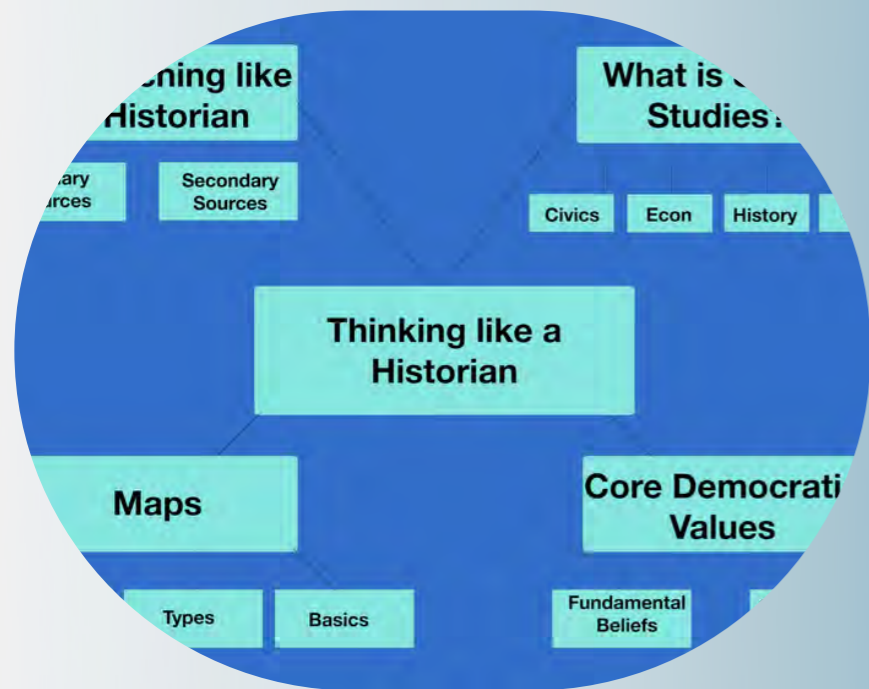 like
Historian
What is
Studies?
Secondary
Sources
Civics
Econ
History
Thinking like a
Historian
Maps
Core Democrati
Values
Types
Basics
Fundamental
Beliefs